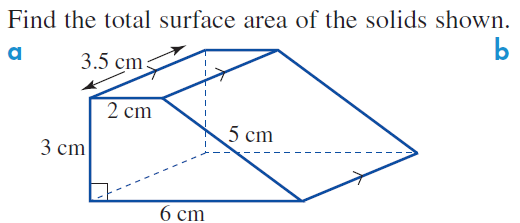 Find the total surface area of the solids shown.
a
b
3.5 cm
2 cm
3 cm
5 cm
6 cm